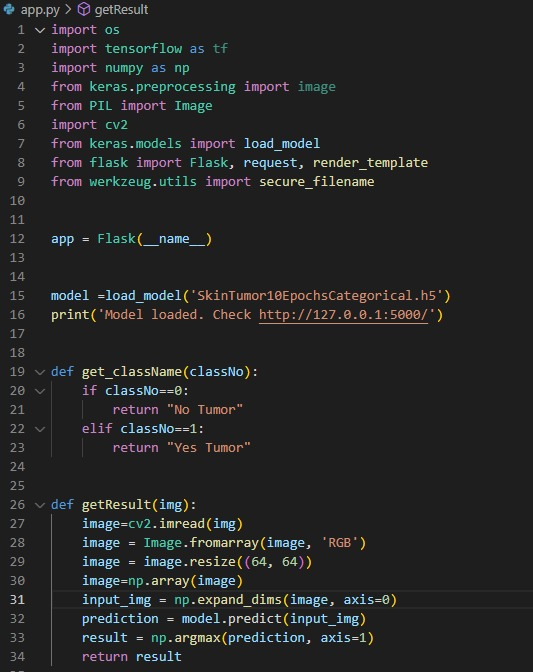 app.py > getResult
1 import os
2 import tensorflow as tf
3 import numpy as np
4 from keras.preprocessing import image
5 from PIL import Image
6 import cv2
7 from keras.models import load_model
8 from flask import Flask, request, render_template
9 from werkzeug.utils import secure_filename
10
11
12 app = Flask(__name__)
13
14
15 model =load_model('SkinTumor10EpochsCategorical.h5')
16 print('Model loaded. Check http://127.0.0.1:5000/')
17
18
19 def get_className(classNo):
20     if classNo==0:
21         return "No Tumor"
22     elif classNo==1:
23         return "Yes Tumor"
24
25
26 def getResult(img):
27     image=cv2.imread(img)
28     image = Image.fromarray(image, 'RGB')
29     image = image.resize((64, 64))
30     image=np.array(image)
31     input_img = np.expand_dims(image, axis=0)
32     prediction = model.predict(input_img)
33     result = np.argmax(prediction, axis=1)
34     return result